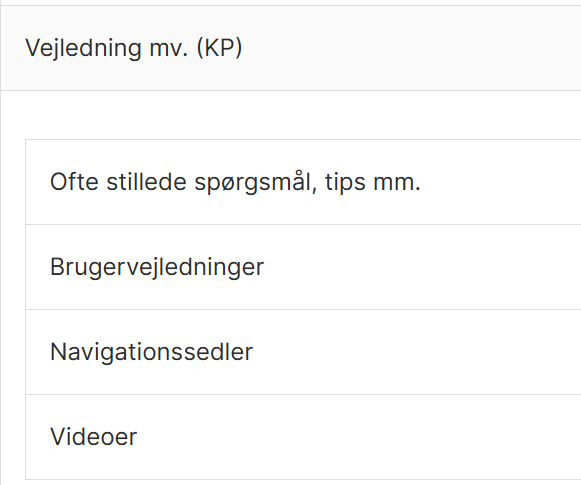 Vejledning mv. (KP)
Ofte stillede spørgsmål, tips mm.
Brugervejledninger
Navigationssedler
Videoer